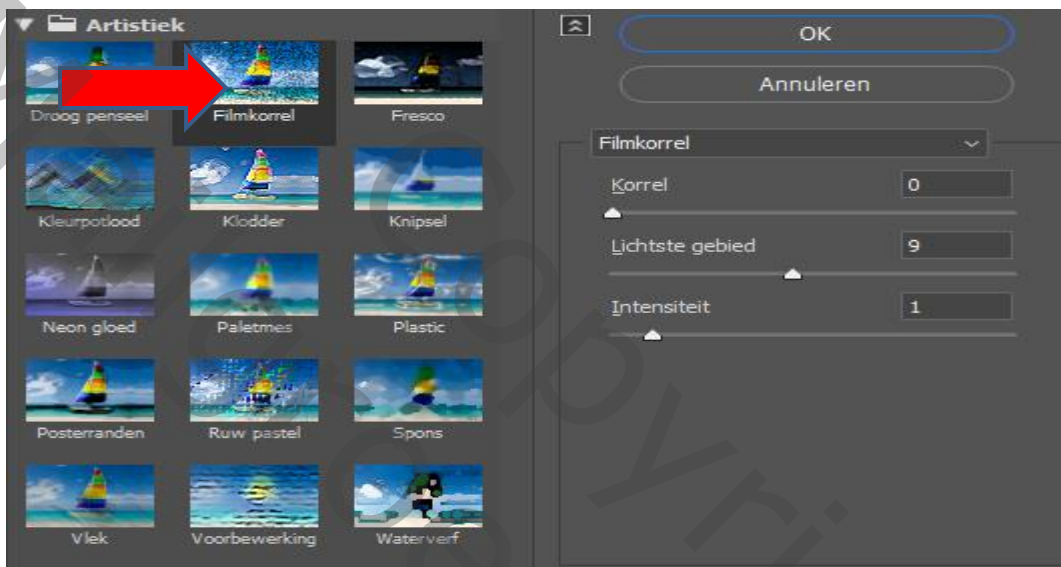 Artistiek
Droog penseel Filmkorrel Fresco
Kleurpotlood Klodder Knipsel
Neon gloed Paletmes Plastic
Posterranden Ruw pastel Spons
Vlek Voorbewerking Waterverf
OK
Annuleren
Filmkorrel
Korrel 0
Lichtste gebied 9
Intensiteit 1
Copyri